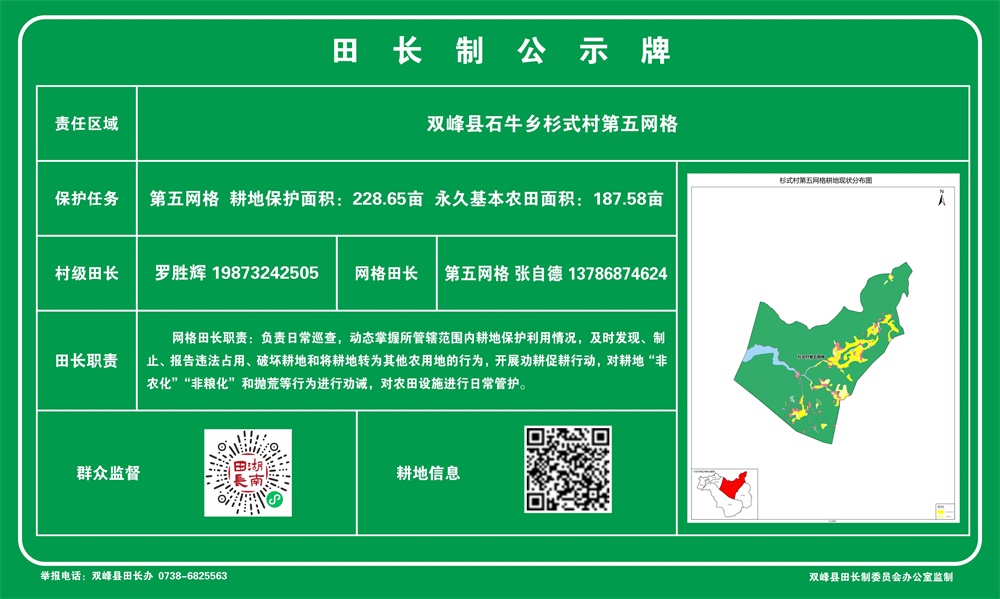 田长制公示牌
责任区域
双峰县石牛乡杉式村第五网格
保护任务
第五网格 耕地保护面积：228.65亩 永久基本农田面积：187.58亩
村级田长
罗胜辉 19873242505
网格田长
第五网格 张自德 13786874624
田长职责
网格田长职责：负责日常巡查，动态掌握所管辖范围内耕地保护利用情况，及时发现、制
止、报告违法占用、破坏耕地和将耕地转为其他农用地的行为，开展劝耕促耕行动，对耕地“非
农化”“非粮化”和抛荒等行为进行劝诫，对农田设施进行日常管护。
群众监督
湖南
田長
耕地信息
杉式村第五网格耕地现状分布图
N
杉式村第五网格
举报电话：双峰县田长办 0738-6825563
双峰县田长制委员会办公室监制